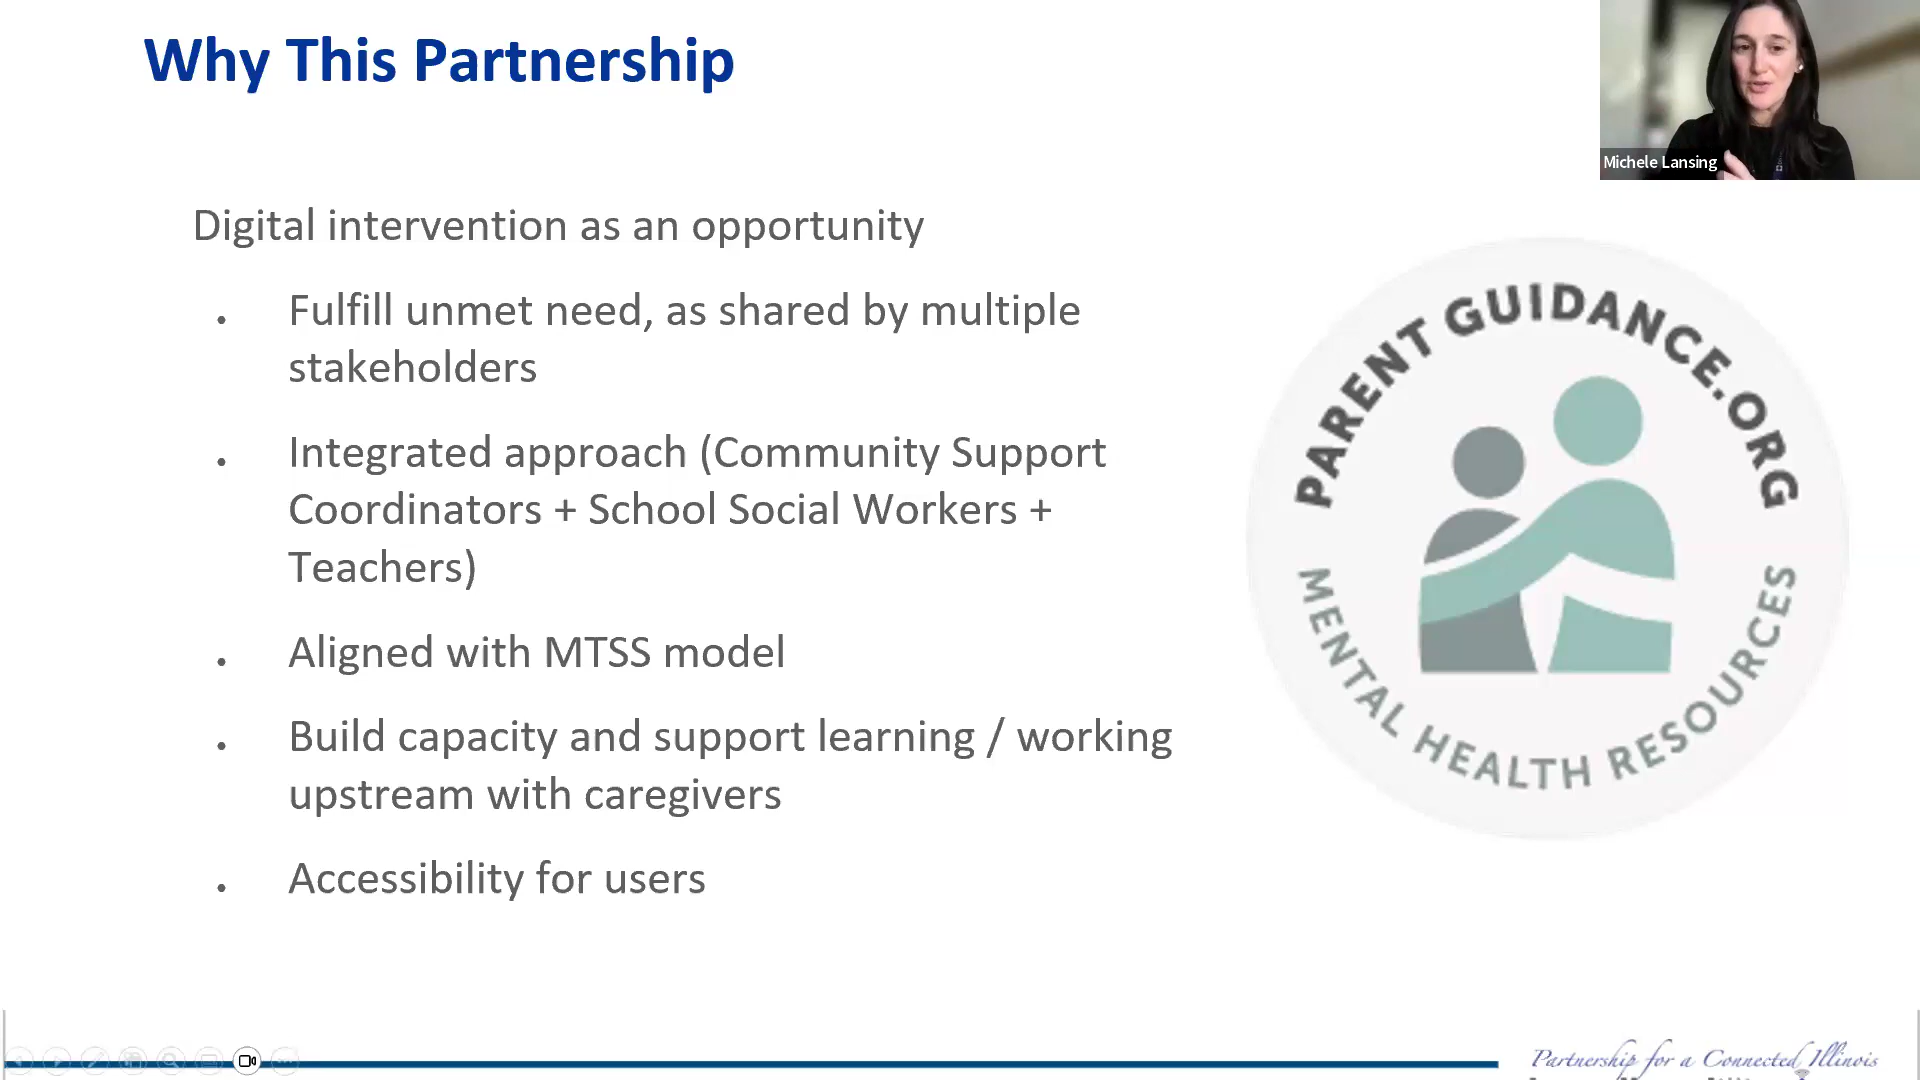 Why This Partnership
Michele Lansing
Digital intervention as an opportunity
• Fulfill unmet need, as shared by multiple
stakeholders
• Integrated approach (Community Support
Coordinators + School Social Workers +
Teachers)
• Aligned with MTSS model
• Build capacity and support learning / working
upstream with caregivers
• Accessibility for users
PARENT GUIDANCE.ORG
MENTAL HEALTH RESOURCES
Partnership for a Connected Illinois